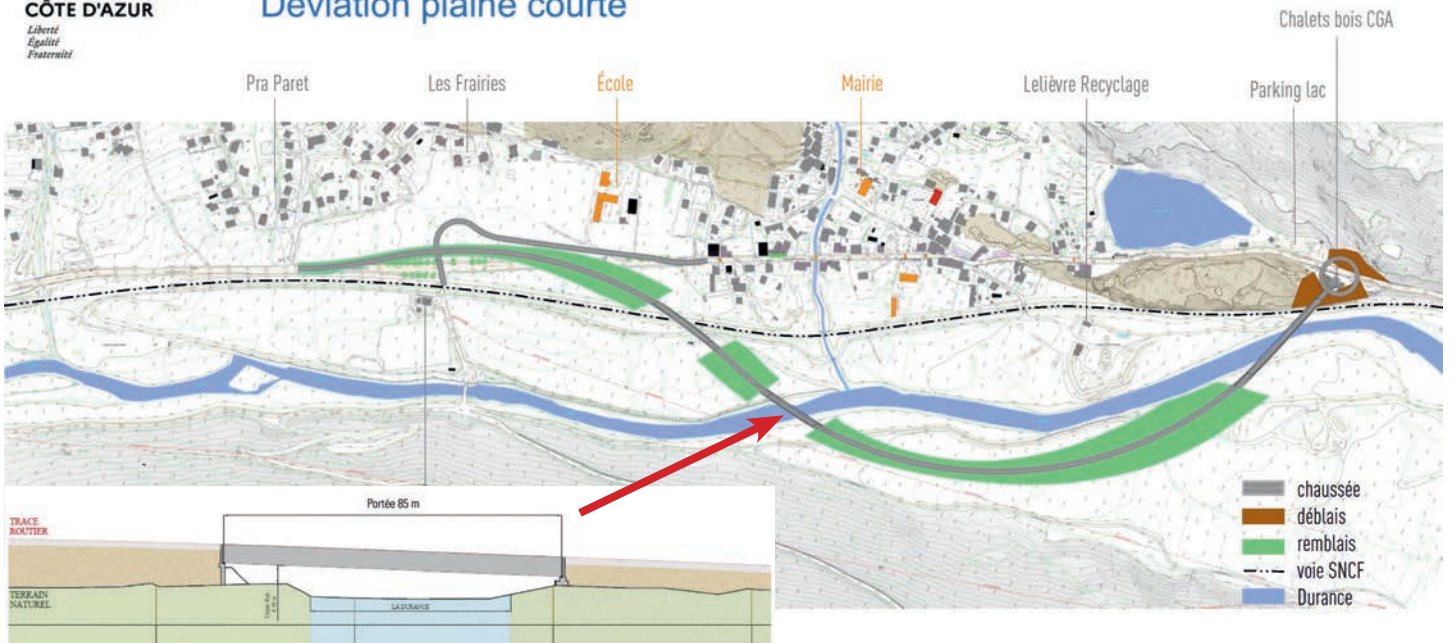 CÔTE D'AZUR
Liberté
Égalité
Fraternité
Déviation plaine courte
Chalets bois CGA
Pra Paret
Les Frairies
École
Mairie
Lelièvre Recyclage
Parking lac
chaussée
déblais
remblais
voie SNCF
Durance
Portée 85 m
TRACE
ROUTIER
TERRAIN
NATUREL
LA DURANCE